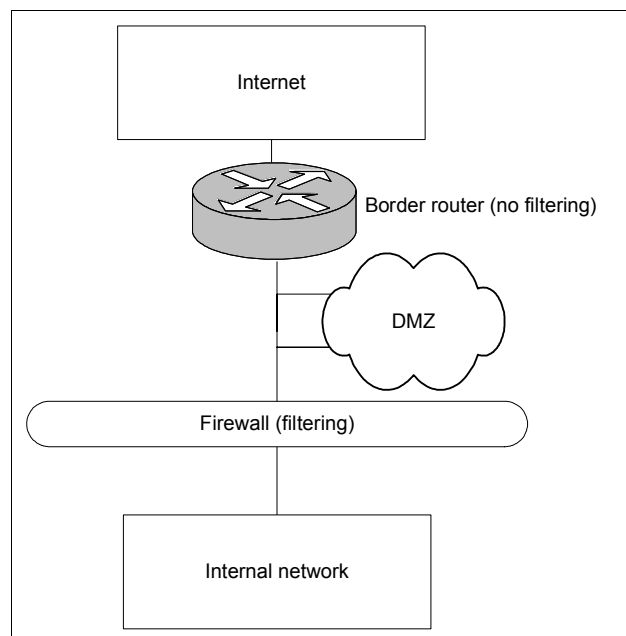 Internet
Border router (no filtering)
DMZ
Firewall (filtering)
Internal network